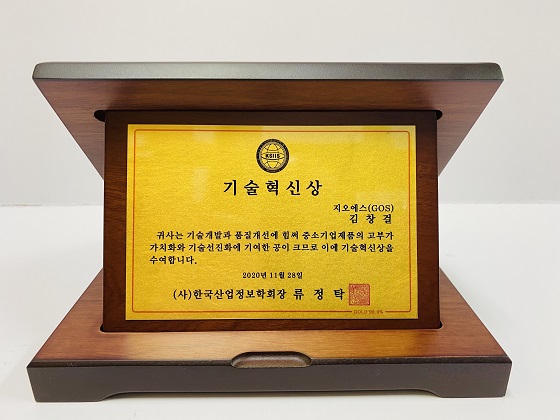 KSIIS
기술혁신상
지오에스(GOS)
김창걸
귀사는 기술개발과 품질개선에 힘써 중소기업제품의 고부가
가치화와 기술선진화에 기여한 공이 크므로 이에 기술혁신상을
수여합니다.
2020년 11월 28일
(사)한국산업정보학회장 류 정 탁
GOLD 99.9%